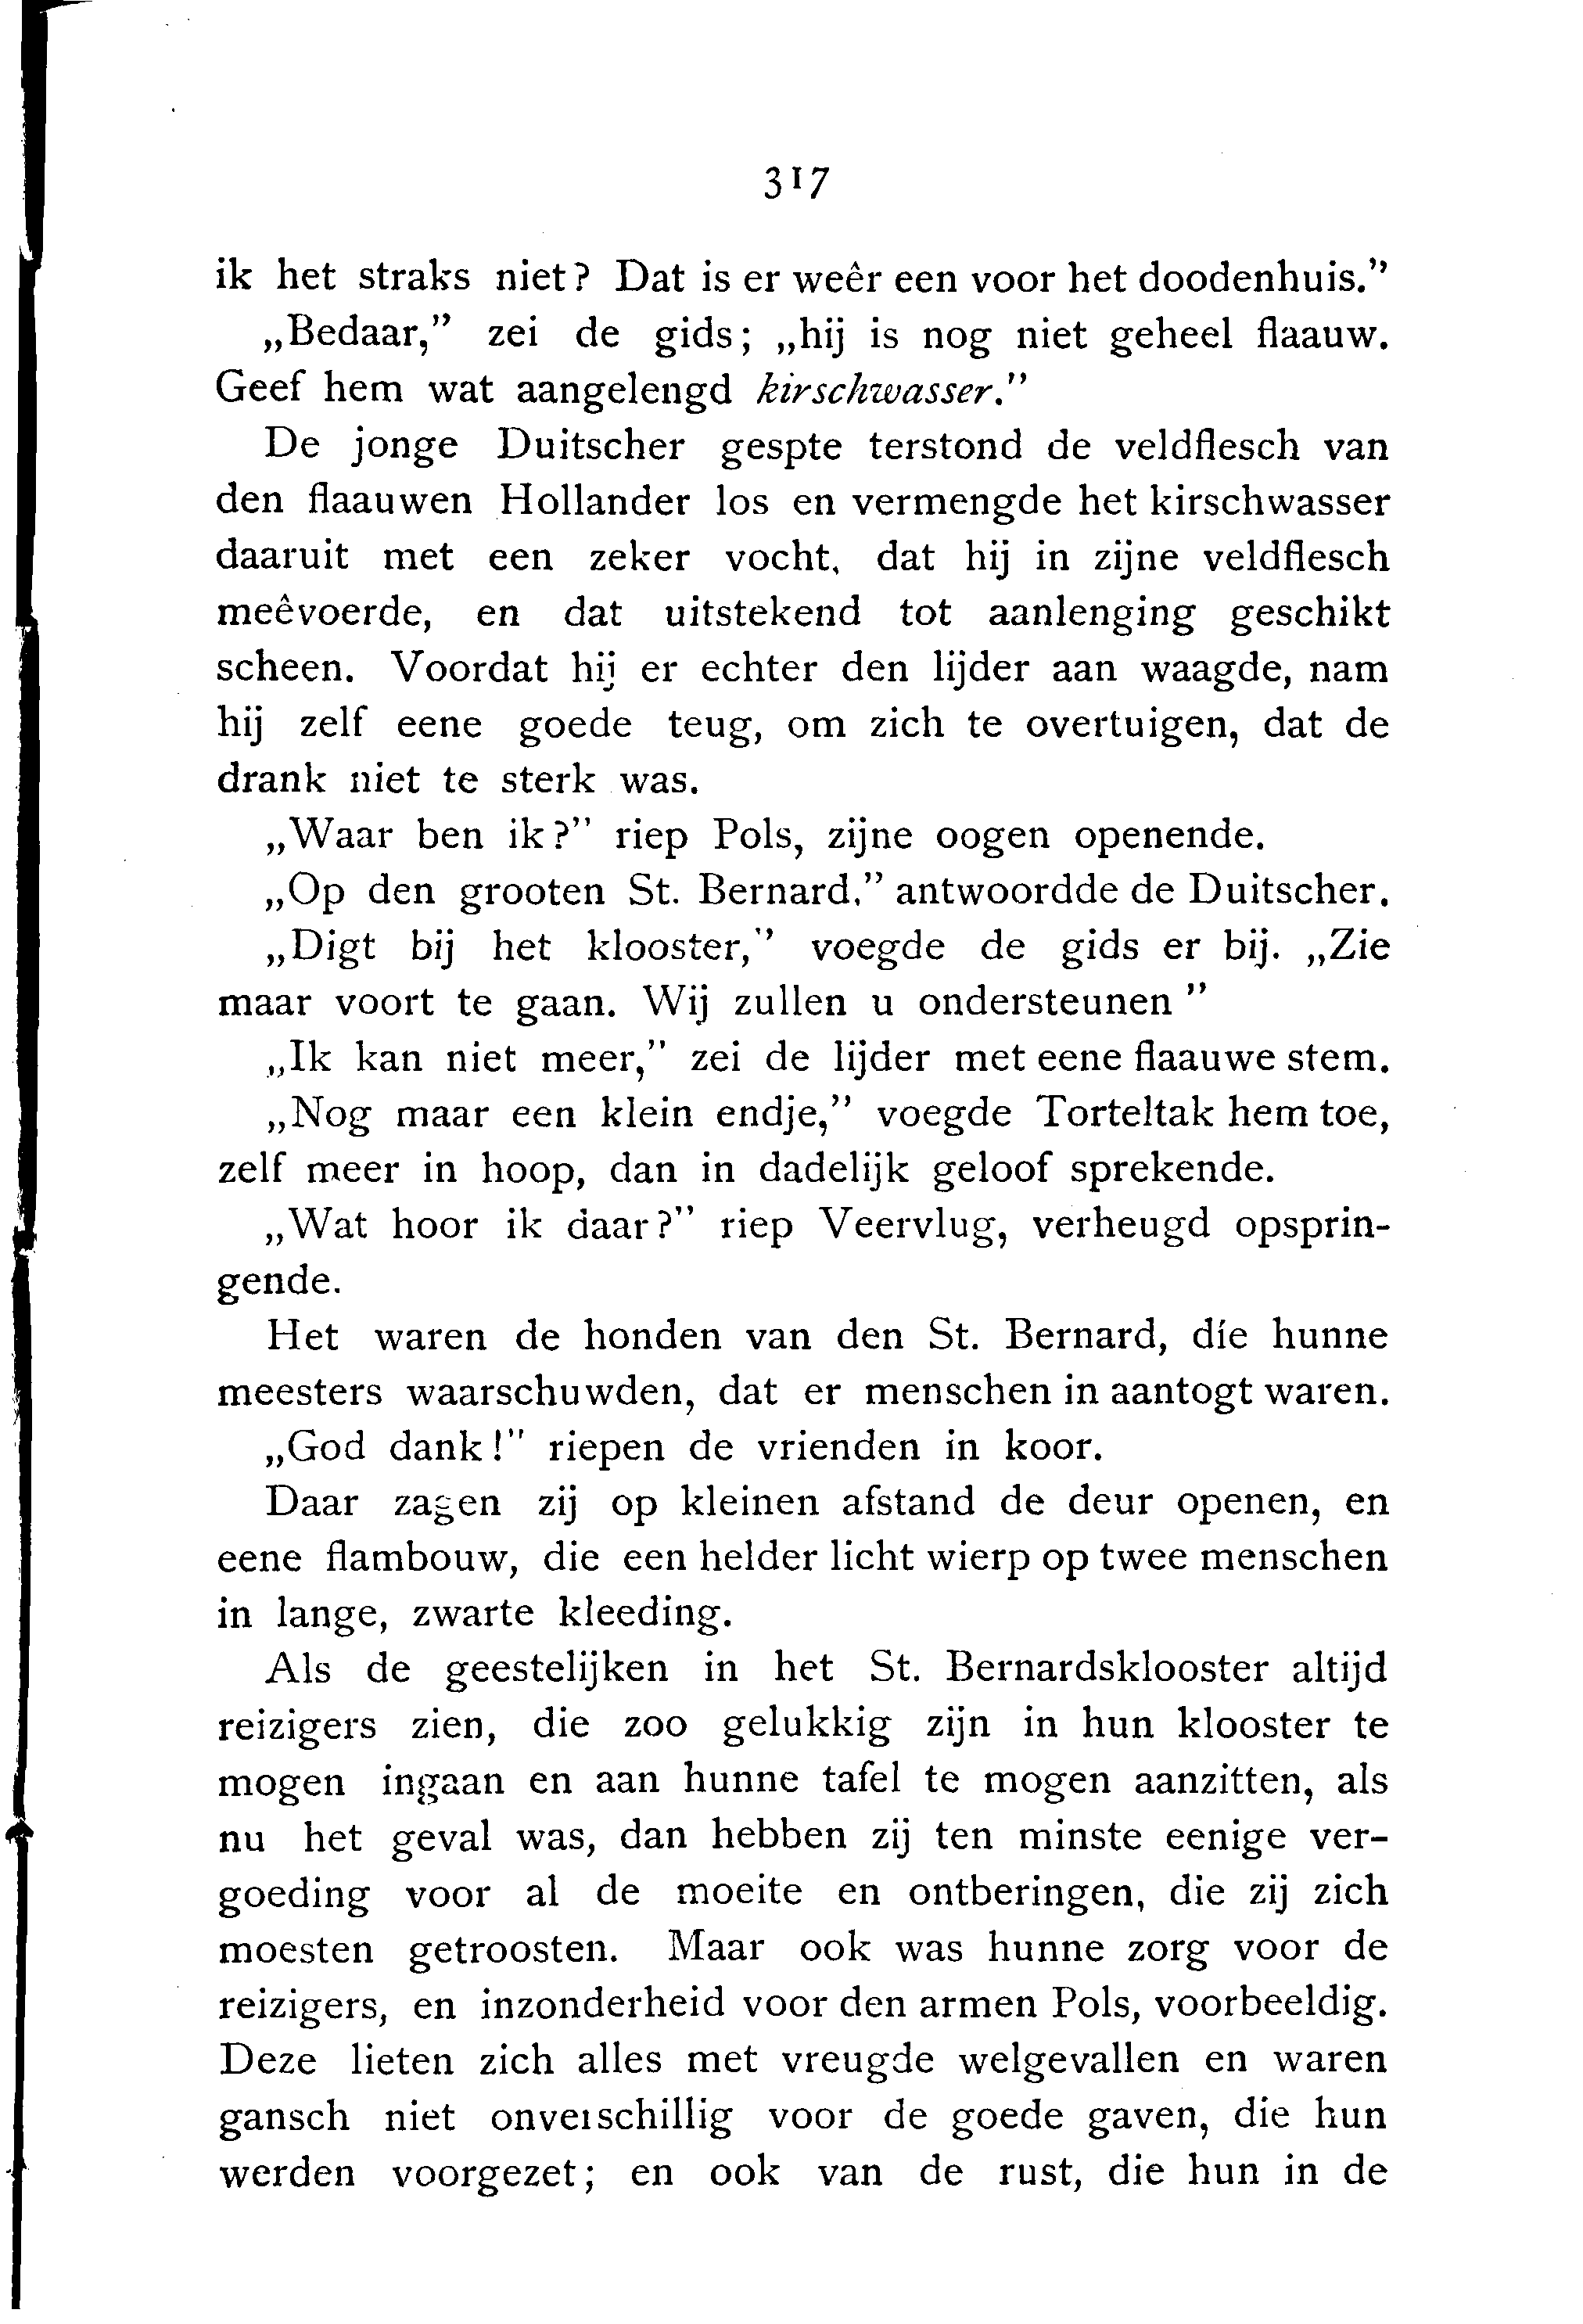 317
ik het straks niet? Dat is er weêr een voor het doodenhuis.”
„Bedaar,” zei de gids; „hij is nog niet geheel flaauw.
Geef hem wat aangelengd kirschwasser.”
De jonge Duitscher gespte terstond de veldflesch van
den flaauwen Hollander los en vermengde het kirschwasser
daaruit met een zeker vocht, dat hij in zijne veldflesch
meêvoerde, en dat uitstekend tot aanlenging geschikt
scheen. Voordat hij er echter den lijder aan waagde, nam
hij zelf eene goede teug, om zich te overtuigen, dat de
drank niet te sterk was.
„Waar ben ik?” riep Pols, zijne oogen openende.
„Op den grooten St. Bernard,” antwoordde de Duitscher.
„Digt bij het klooster,” voegde de gids er bij. „Zie
maar voort te gaan. Wij zullen u ondersteunen ”
„Ik kan niet meer,” zei de lijder met eene flaauwe stem.
„Nog maar een klein endje,” voegde Torteltak hem toe,
zelf meer in hoop, dan in dadelijk geloof sprekende.
„Wat hoor ik daar?” riep Veervlug, verheugd opsprin-
gende.
Het waren de honden van den St. Bernard, die hunne
meesters waarschuwden, dat er menschen in aantogt waren.
„God dank!” riepen de vrienden in koor.
Daar zagen zij op kleinen afstand de deur openen, en
eene flambouw, die een helder licht wierp op twee menschen
in lange, zwarte kleeding.
Als de geestelijken in het St. Bernardsklooster altijd
reizigers zien, die zoo gelukkig zijn in hun klooster te
mogen ingaan en aan hunne tafel te mogen aanzitten, als
nu het geval was, dan hebben zij ten minste eenige ver-
goeding voor al de moeite en ontberingen, die zij zich
moesten getroosten. Maar ook was hunne zorg voor de
reizigers, en inzonderheid voor den armen Pols, voorbeeldig.
Deze lieten zich alles met vreugde welgevallen en waren
gansch niet onverschillig voor de goede gaven, die hun
werden voorgezet; en ook van de rust, die hun in de